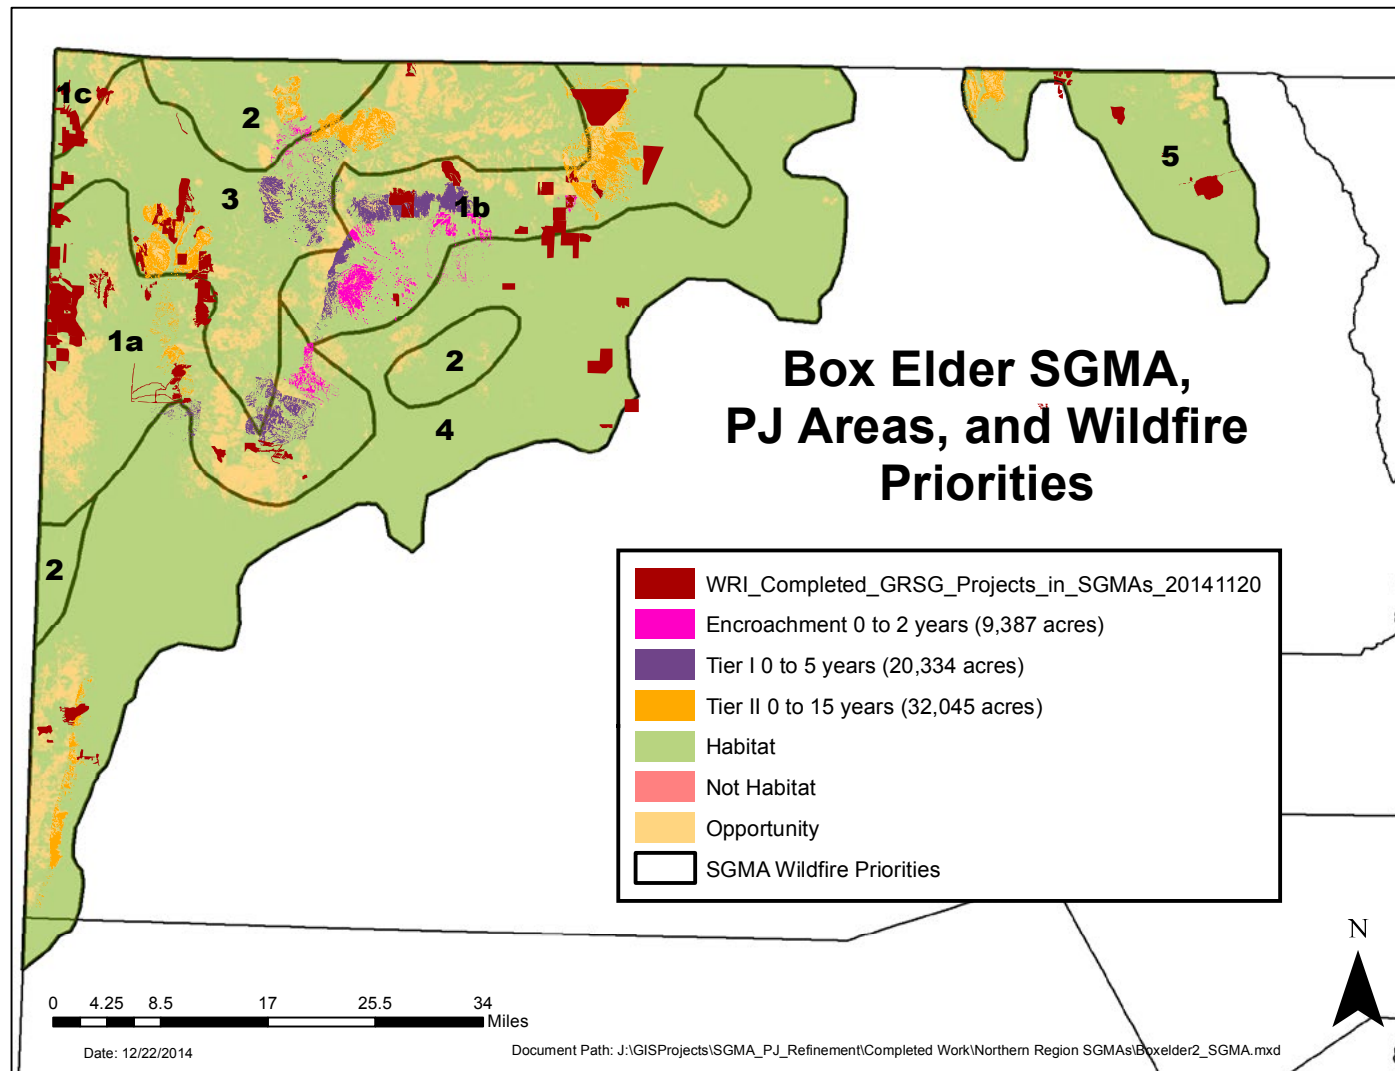 1c
2
3
1b
5
1a
2
4
2
Box Elder SGMA,
PJ Areas, and Wildfire
Priorities
WRI_Completed_GRSG_Projects_in_SGMAs_20141120
Encroachment 0 to 2 years (9,387 acres)
Tier I 0 to 5 years (20,334 acres)
Tier II 0 to 15 years (32,045 acres)
Habitat
Not Habitat
Opportunity
SGMA Wildfire Priorities
N
0 4.25 8.5 17 25.5 34
Miles
Date: 12/22/2014
Document Path: J:\GISProjects\SGMA_PJ_Refinement\Completed Work\Northern Region SGMAs\Boxelder2_SGMA.mxd